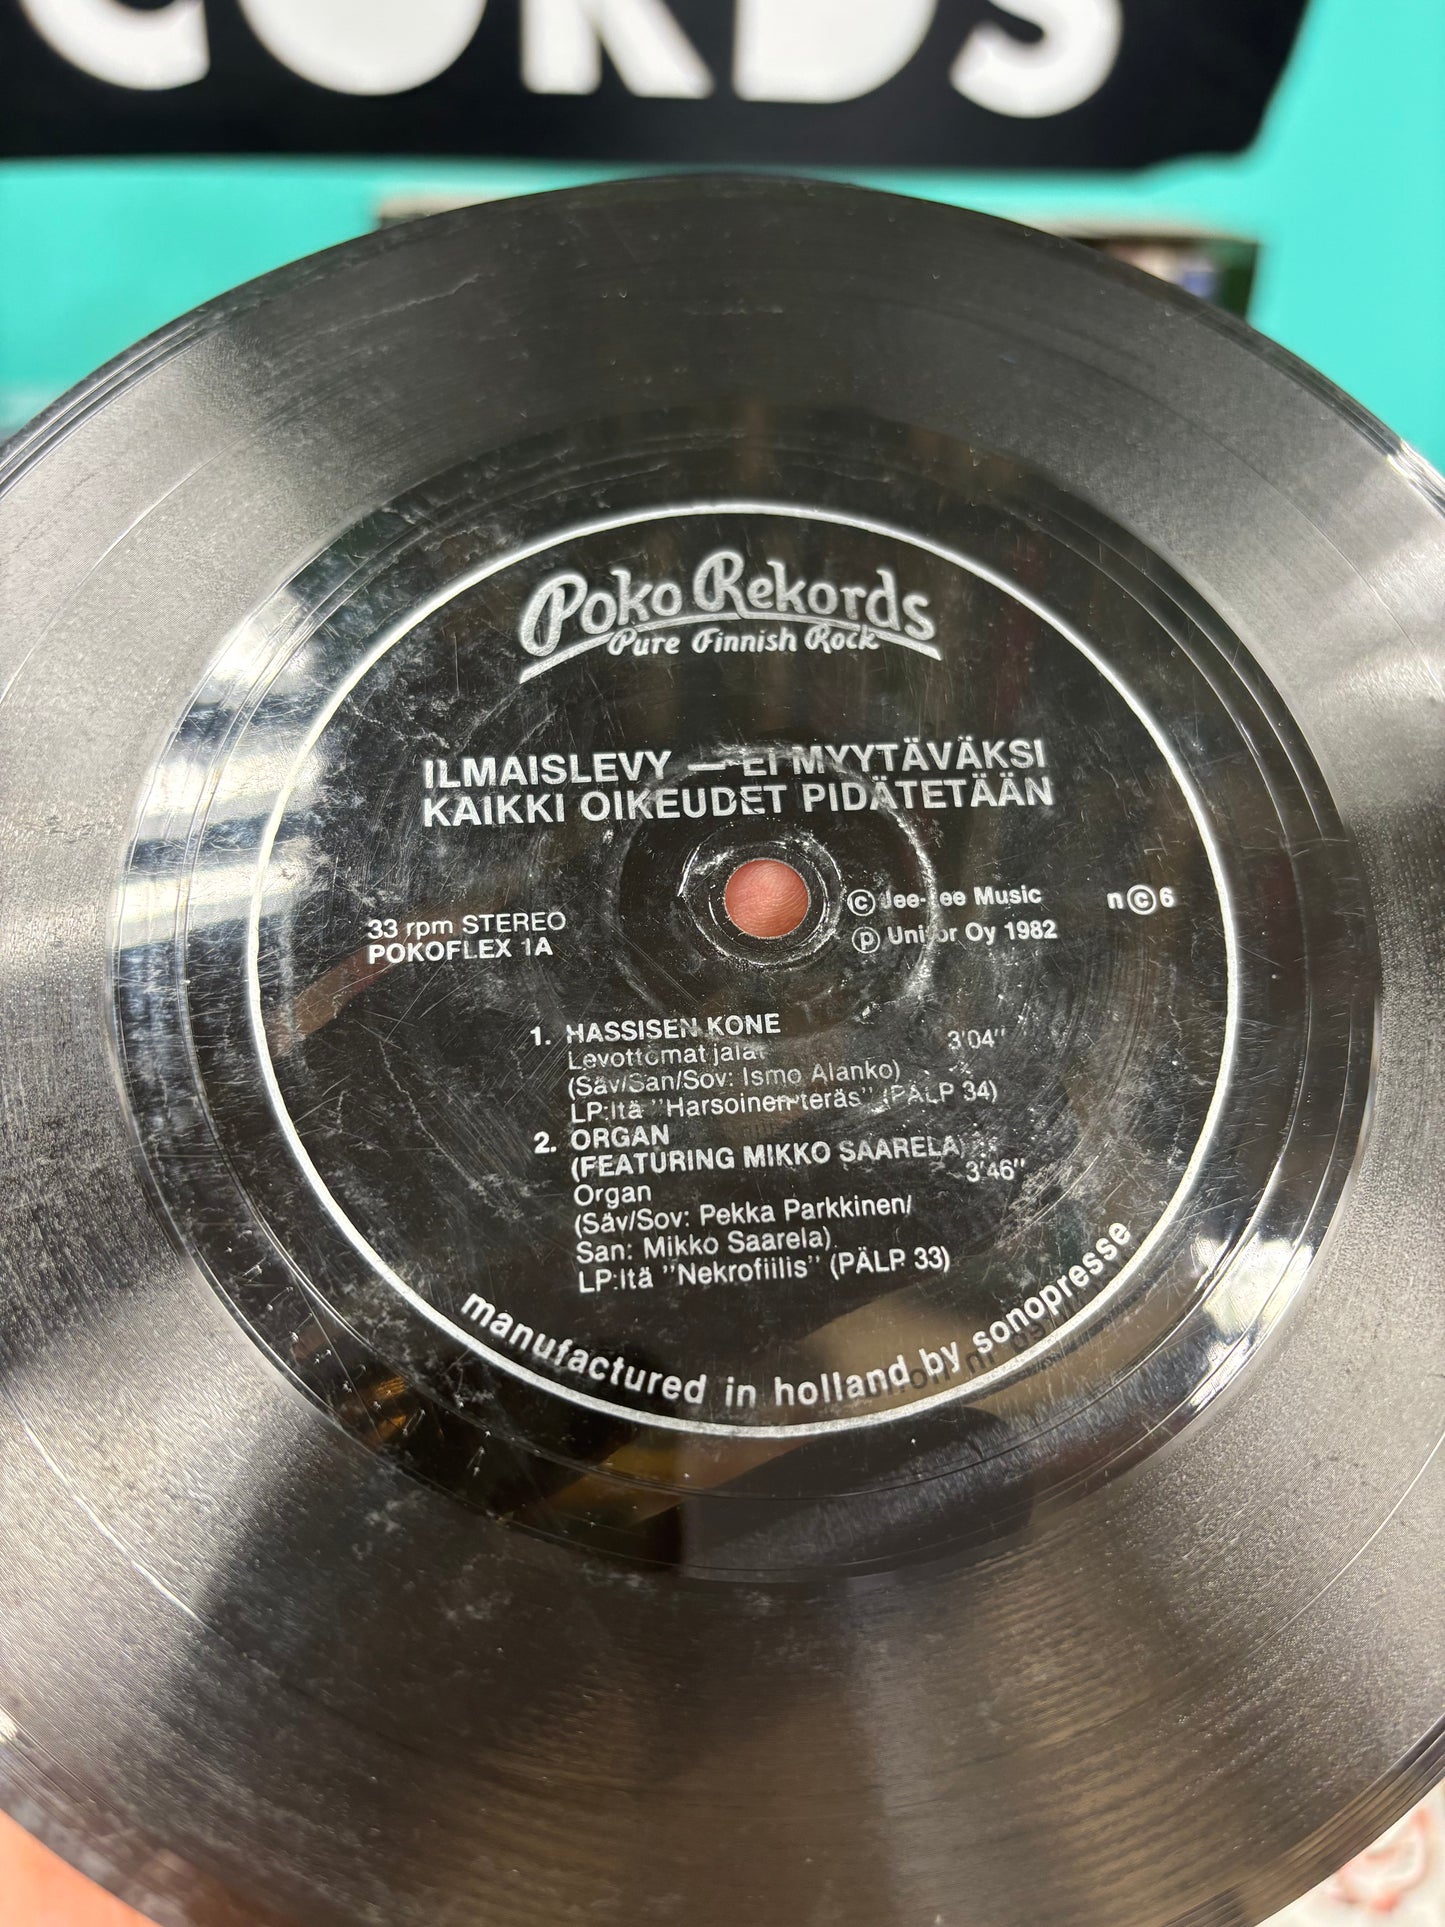 CORDS
Poko Rekords
Pure Finnish Rock
ILMAISLEVY — EI MYYTÄVÄKSI
KAIKKI OIKEUDET PIDÄTETÄÄN
33 rpm STEREO
POKOFLEX 1A
© Jee-Jee Music
℗ Unifor Oy 1982
n©6
1. HASSISEN KONE
Levottomat jalat 3'04"
(Säv/San/Sov: Ismo Alanko)
LP:ltä "Harsoinen teräs" (PÄLP 34)
2. ORGAN
(FEATURING MIKKO SAARELA)
Organ 3'46"
(Säv/Sov: Pekka Parkkinen/
San: Mikko Saarela)
LP:ltä "Nekrofiilis" (PÄLP 33)
manufactured in holland by sonopresse